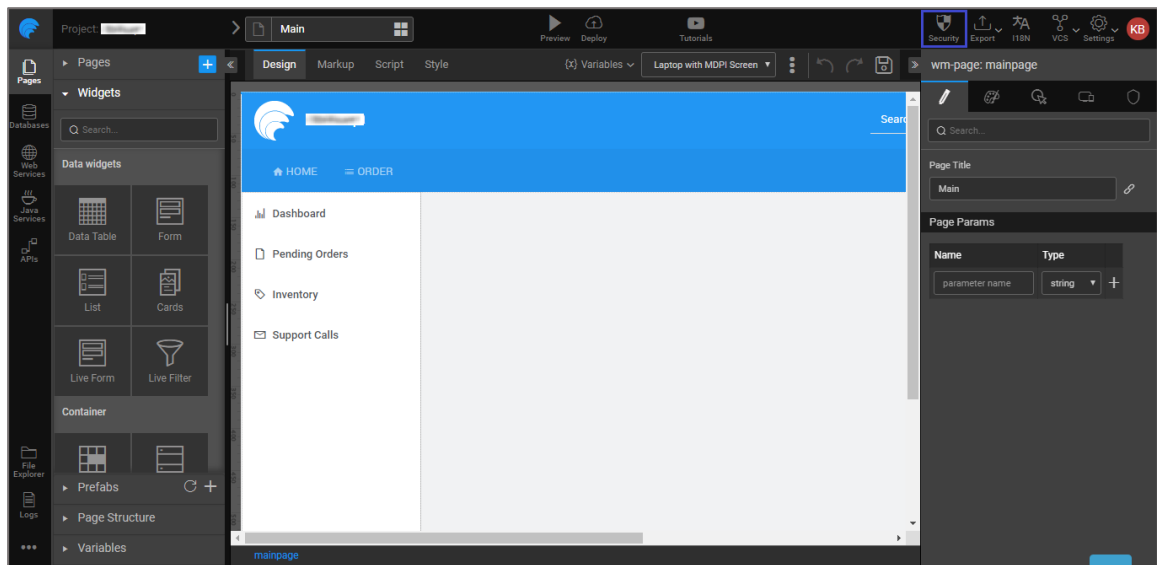 Project:
Main
Preview
Deploy
Tutorials
Security
Export
I18N
VCS
Settings
KB
Pages
Databases
Web
Services
Java
Services
APIs
File
Explorer
Logs
Pages
Widgets
Search...
Data widgets
Data Table
Form
List
Cards
Live Form
Live Filter
Container
Prefabs
Page Structure
Variables
Design
Markup
Script
Style
{x} Variables
Laptop with MDPI Screen
Sear
HOME
ORDER
Dashboard
Pending Orders
Inventory
Support Calls
mainpage
wm-page: mainpage
Search...
Page Title
Main
Page Params
Name Type
parameter name string